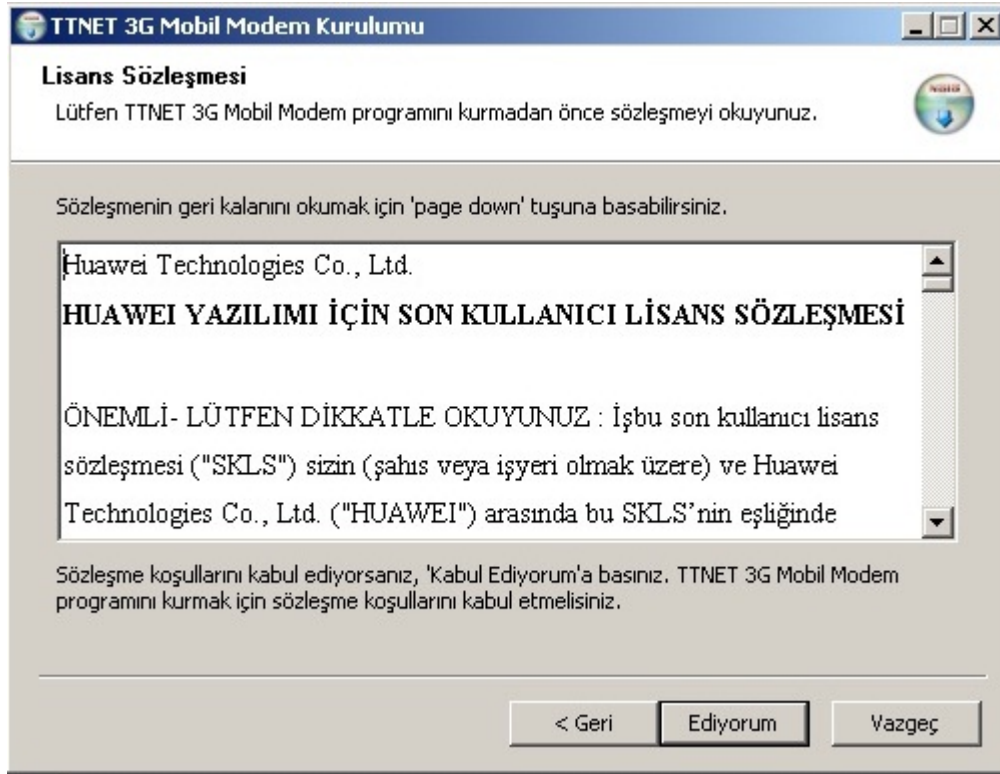 TTNET 3G Mobil Modem Kurulumu
Lisans Sözleşmesi
Lütfen TTNET 3G Mobil Modem programını kurmadan önce sözleşmeyi okuyunuz.
Sözleşmenin geri kalanını okumak için 'page down' tuşuna basabilirsiniz.
Huawei Technologies Co., Ltd.
HUAWEI YAZILIMI İÇİN SON KULLANICI LİSANS SÖZLEŞMESİ
ÖNEMLİ- LÜTFEN DİKKATLE OKUYUNUZ : İşbu son kullanıcı lisans
sözleşmesi ("SKLS") sizin (şahıs veya işyeri olmak üzere) ve Huawei
Technologies Co., Ltd. ("HUAWEI") arasında bu SKLS’nin eşliğinde
Sözleşme koşullarını kabul ediyorsanız, 'Kabul Ediyorum'a basınız. TTNET 3G Mobil Modem
programını kurmak için sözleşme koşullarını kabul etmelisiniz.
< Geri
Ediyorum
Vazgeç